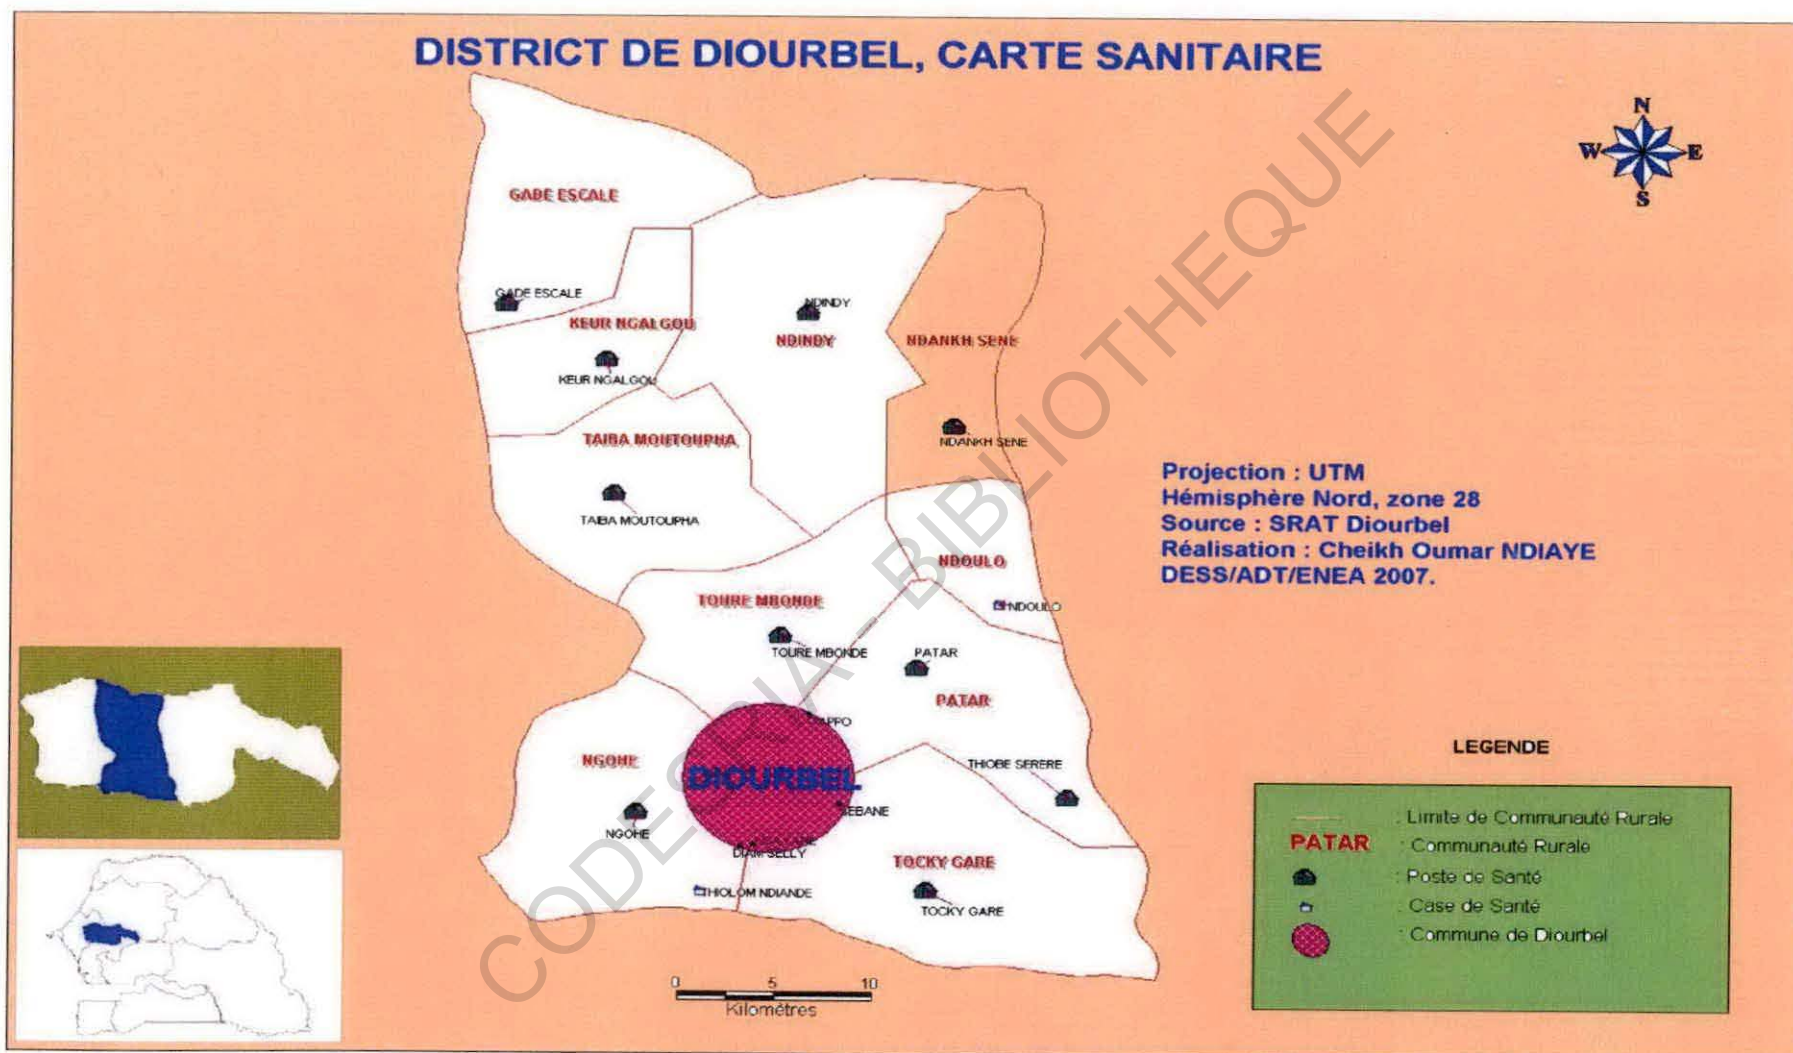 DISTRICT DE DIOURBEL, CARTE SANITAIRE
N
W E
S
GABE ESCALE
GADE ESCALE
KEUR NGALGOU
KEUR NGALGOU
NDINDY
NDINDY
NDANKH SENE
NDANKH SENE
TAIBA MOUTOUPHA
TAIBA MOUTOUPHA
Projection : UTM
Hémisphère Nord, zone 28
Source : SRAT Diourbel
Réalisation : Cheikh Oumar NDIAYE
DESS/ADT/ENEA 2007.
NDOULO
NDOULO
TOURE MBONDE
TOURE MBONDE
PATAR
PATAR
THIOBE SERERE
NGOHE
NGOHE
DIOURBEL
DIAM SELLY
THIOLOM NDIANDE
TOCKY GARE
TOCKY GARE
0 5 10
Kilomètres
LEGENDE
: Limite de Communauté Rurale
PATAR : Communauté Rurale
: Poste de Santé
: Case de Santé
: Commune de Diourbel
CODESRIA - BIBLIOTHEQUE